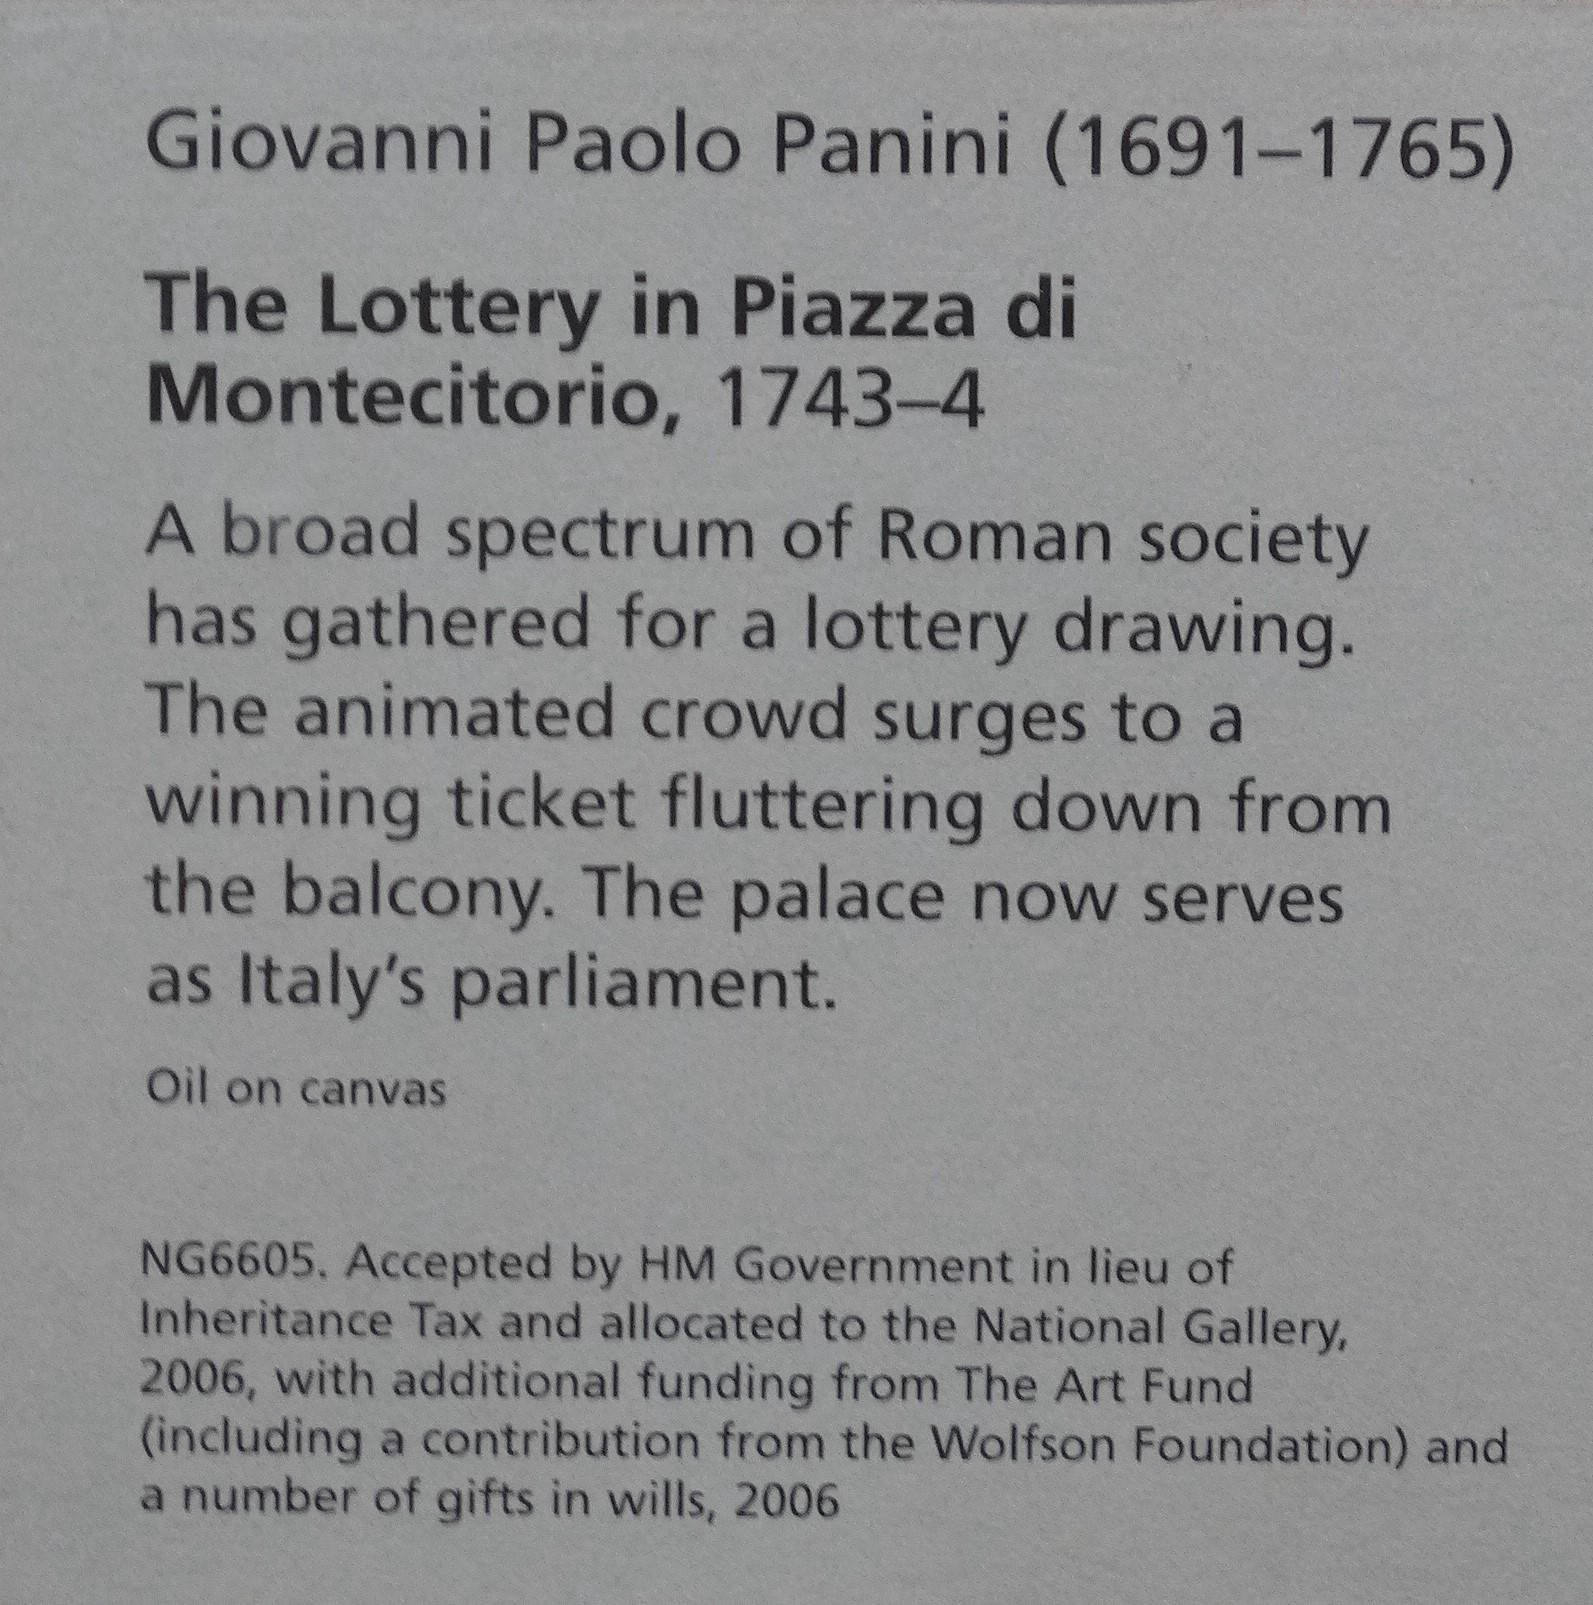 Giovanni Paolo Panini (1691–1765)
The Lottery in Piazza di
Montecitorio, 1743–4
A broad spectrum of Roman society
has gathered for a lottery drawing.
The animated crowd surges to a
winning ticket fluttering down from
the balcony. The palace now serves
as Italy’s parliament.
Oil on canvas
NG6605. Accepted by HM Government in lieu of
Inheritance Tax and allocated to the National Gallery,
2006, with additional funding from The Art Fund
(including a contribution from the Wolfson Foundation) and
a number of gifts in wills, 2006